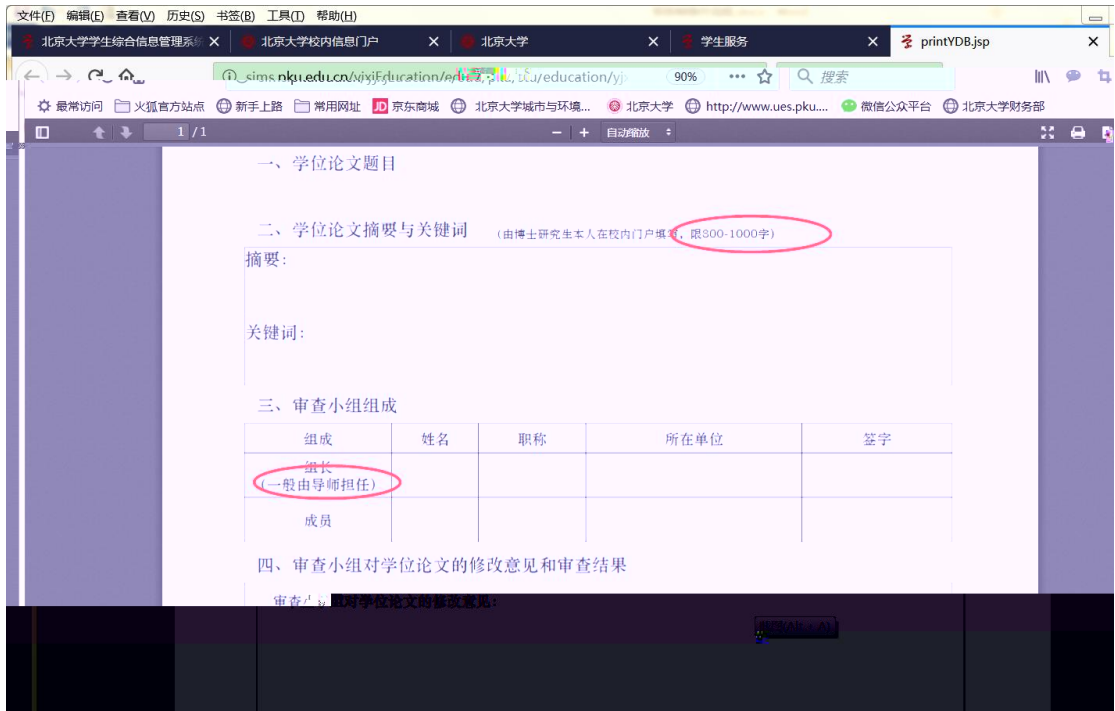 文件(F) 编辑(E) 查看(V) 历史(S) 书签(B) 工具(T) 帮助(H)
北京大学学生综合信息管理系统 北京大学校内信息门户 北京大学 学生服务 printYDB.jsp
90% 搜索
最常访问 火狐官方站点 新手上路 常用网址 JD 京东商城 北京大学城市与环境... 北京大学 http://www.ues.pku.... 微信公众平台 北京大学财务部
1 / 1 自动缩放
一、学位论文题目
二、学位论文摘要与关键词 (由博士研究生本人在校内门户填写，限800-1000字)
摘要:
关键词:
三、审查小组组成
组成 姓名 职称 所在单位 签字
组长
(一般由导师担任)
成员
四、审查小组对学位论文的修改意见和审查结果
审查小组对学位论文的修改意见: